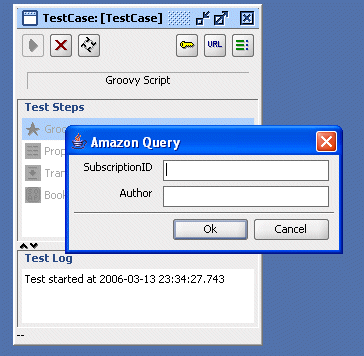 TestCase: [TestCase]
URL
Groovy Script
Test Steps
Groo
Prop
Tran
Book
Amazon Query
SubscriptionID
Author
Ok
Cancel
Test Log
Test started at 2006-03-13 23:34:27.743
--